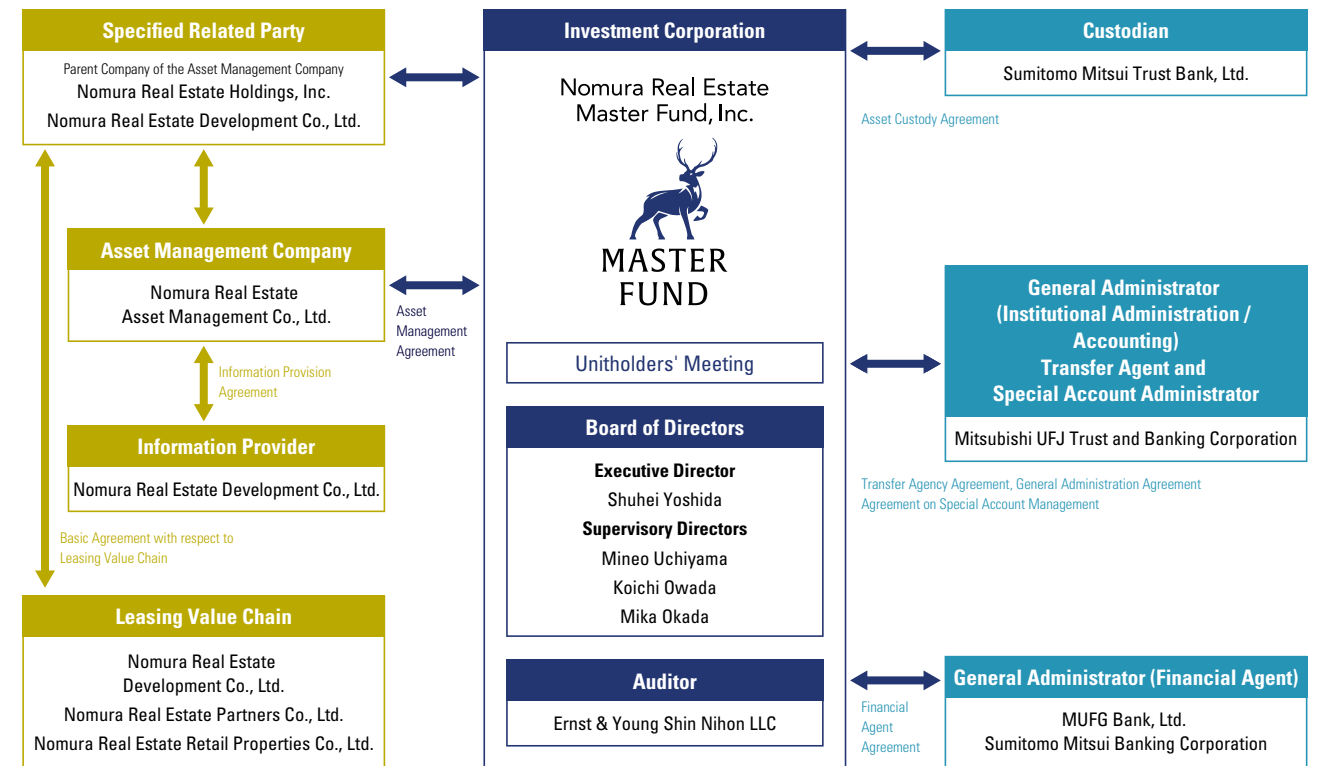 Specified Related Party
Parent Company of the Asset Management Company
Nomura Real Estate Holdings, Inc.
Nomura Real Estate Development Co., Ltd.
Asset Management Company
Nomura Real Estate
Asset Management Co., Ltd.
Information Provision
Agreement
Information Provider
Nomura Real Estate Development Co., Ltd.
Basic Agreement with respect to
Leasing Value Chain
Leasing Value Chain
Nomura Real Estate
Development Co., Ltd.
Nomura Real Estate Partners Co., Ltd.
Nomura Real Estate Retail Properties Co., Ltd.
Asset
Management
Agreement
Investment Corporation
Nomura Real Estate
Master Fund, Inc.
MASTER
FUND
Unitholders' Meeting
Board of Directors
Executive Director
Shuhei Yoshida
Supervisory Directors
Mineo Uchiyama
Koichi Owada
Mika Okada
Auditor
Ernst & Young Shin Nihon LLC
Custodian
Sumitomo Mitsui Trust Bank, Ltd.
Asset Custody Agreement
General Administrator
(Institutional Administration /
Accounting)
Transfer Agent and
Special Account Administrator
Mitsubishi UFJ Trust and Banking Corporation
Transfer Agency Agreement, General Administration Agreement
Agreement on Special Account Management
Financial
Agent
Agreement
General Administrator (Financial Agent)
MUFG Bank, Ltd.
Sumitomo Mitsui Banking Corporation